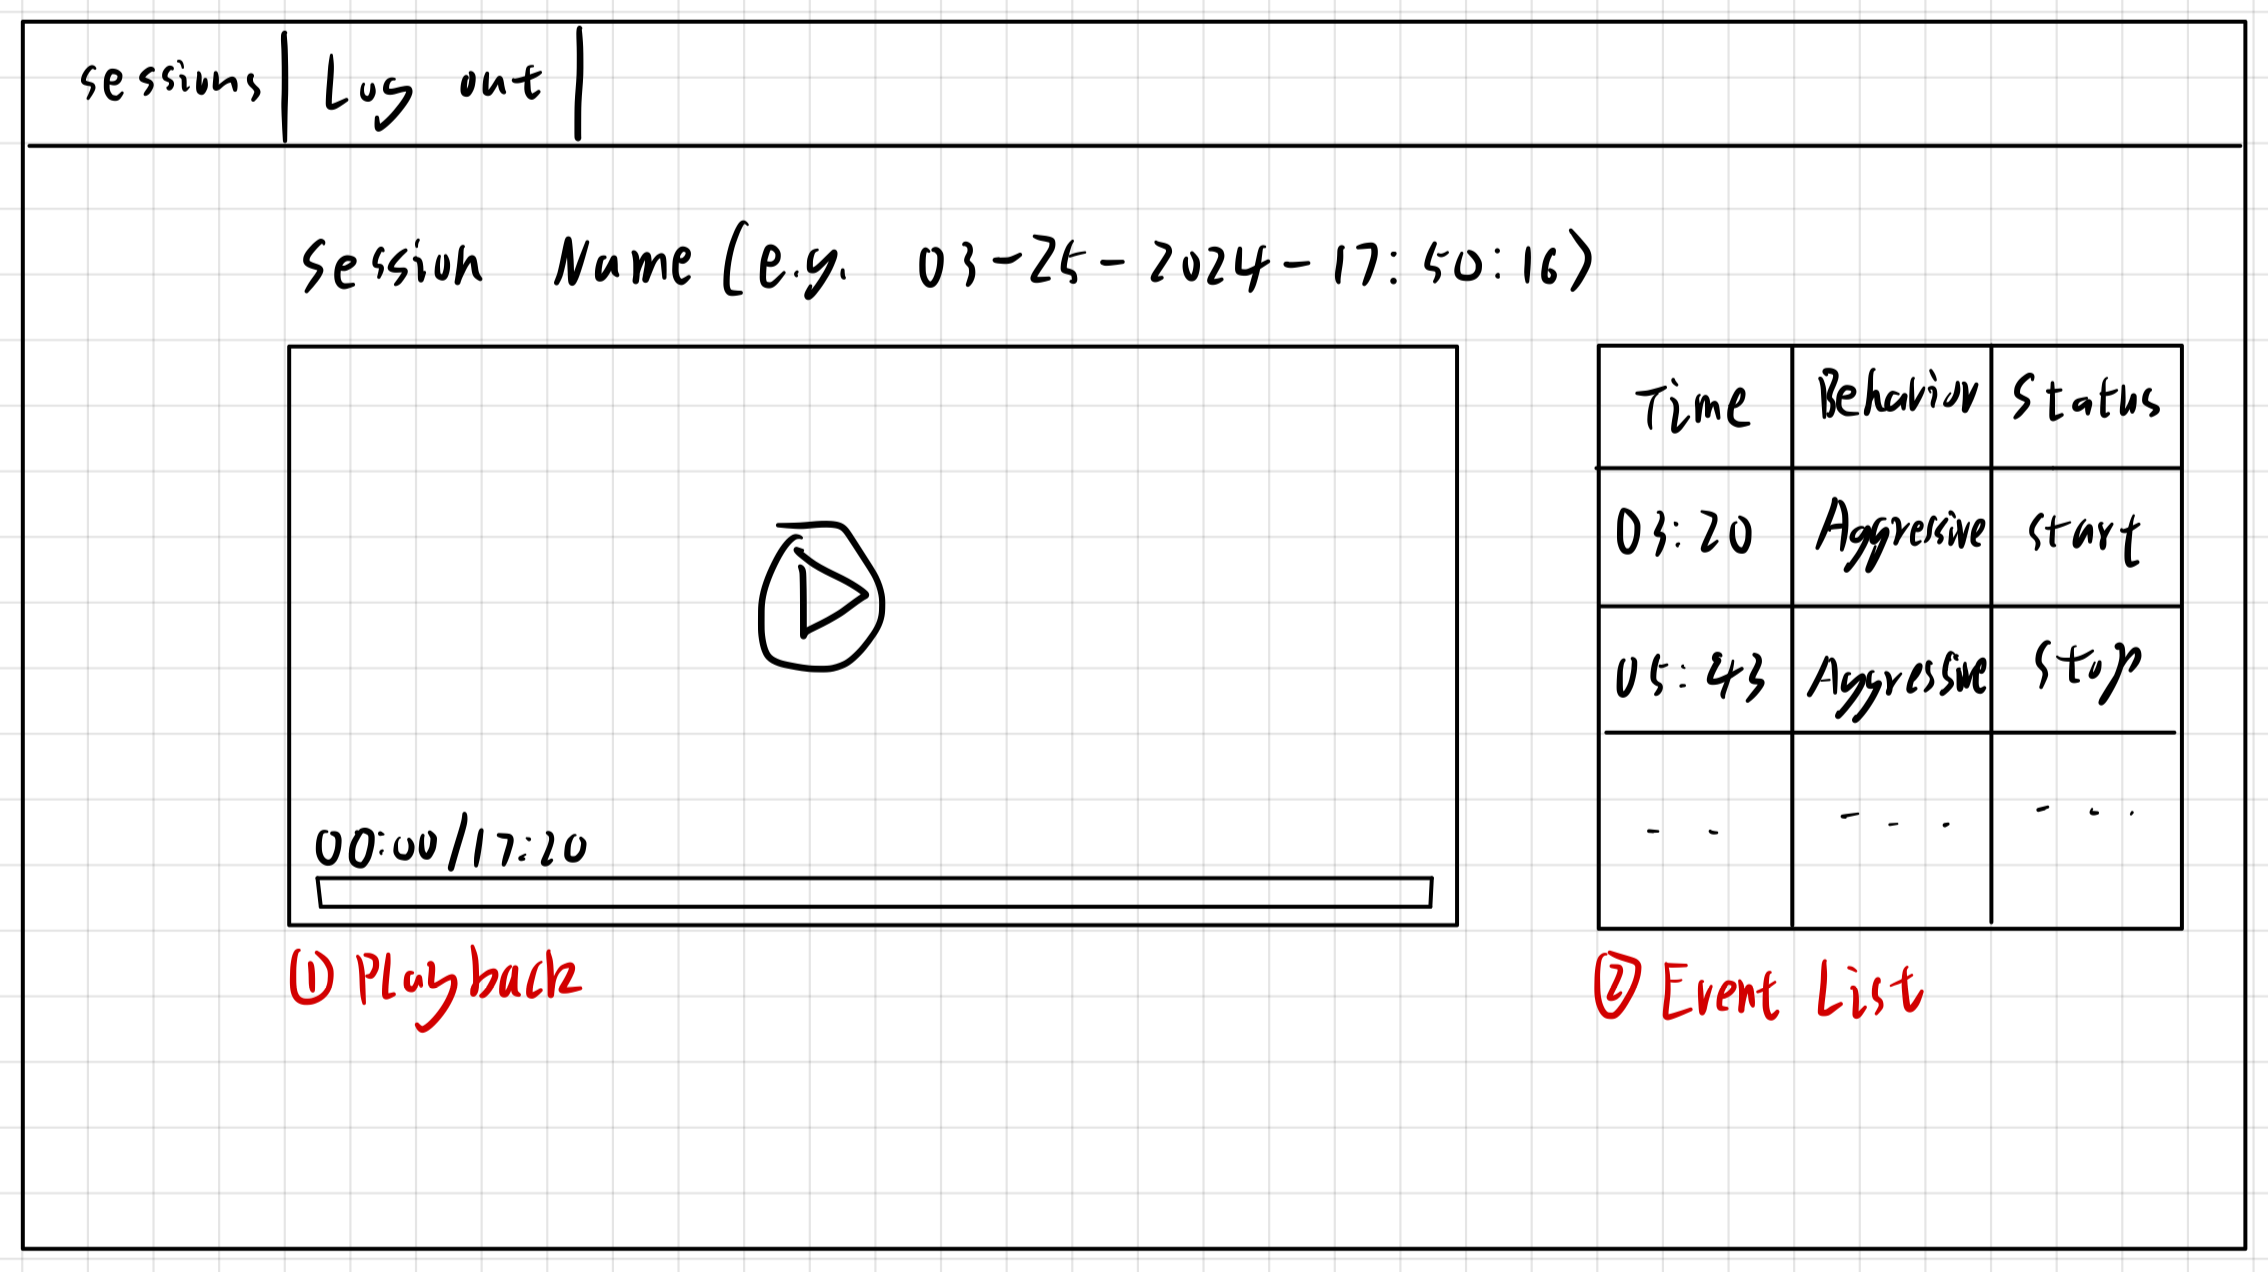 sessions | Log out |
Session Name (e.g. 03-25-2024-17:50:16)
Time Behavior Status
03:20 Aggressive start
05:43 Aggressive stop
- - - - - - - -
00:00/17:20
① Playback
② Event List